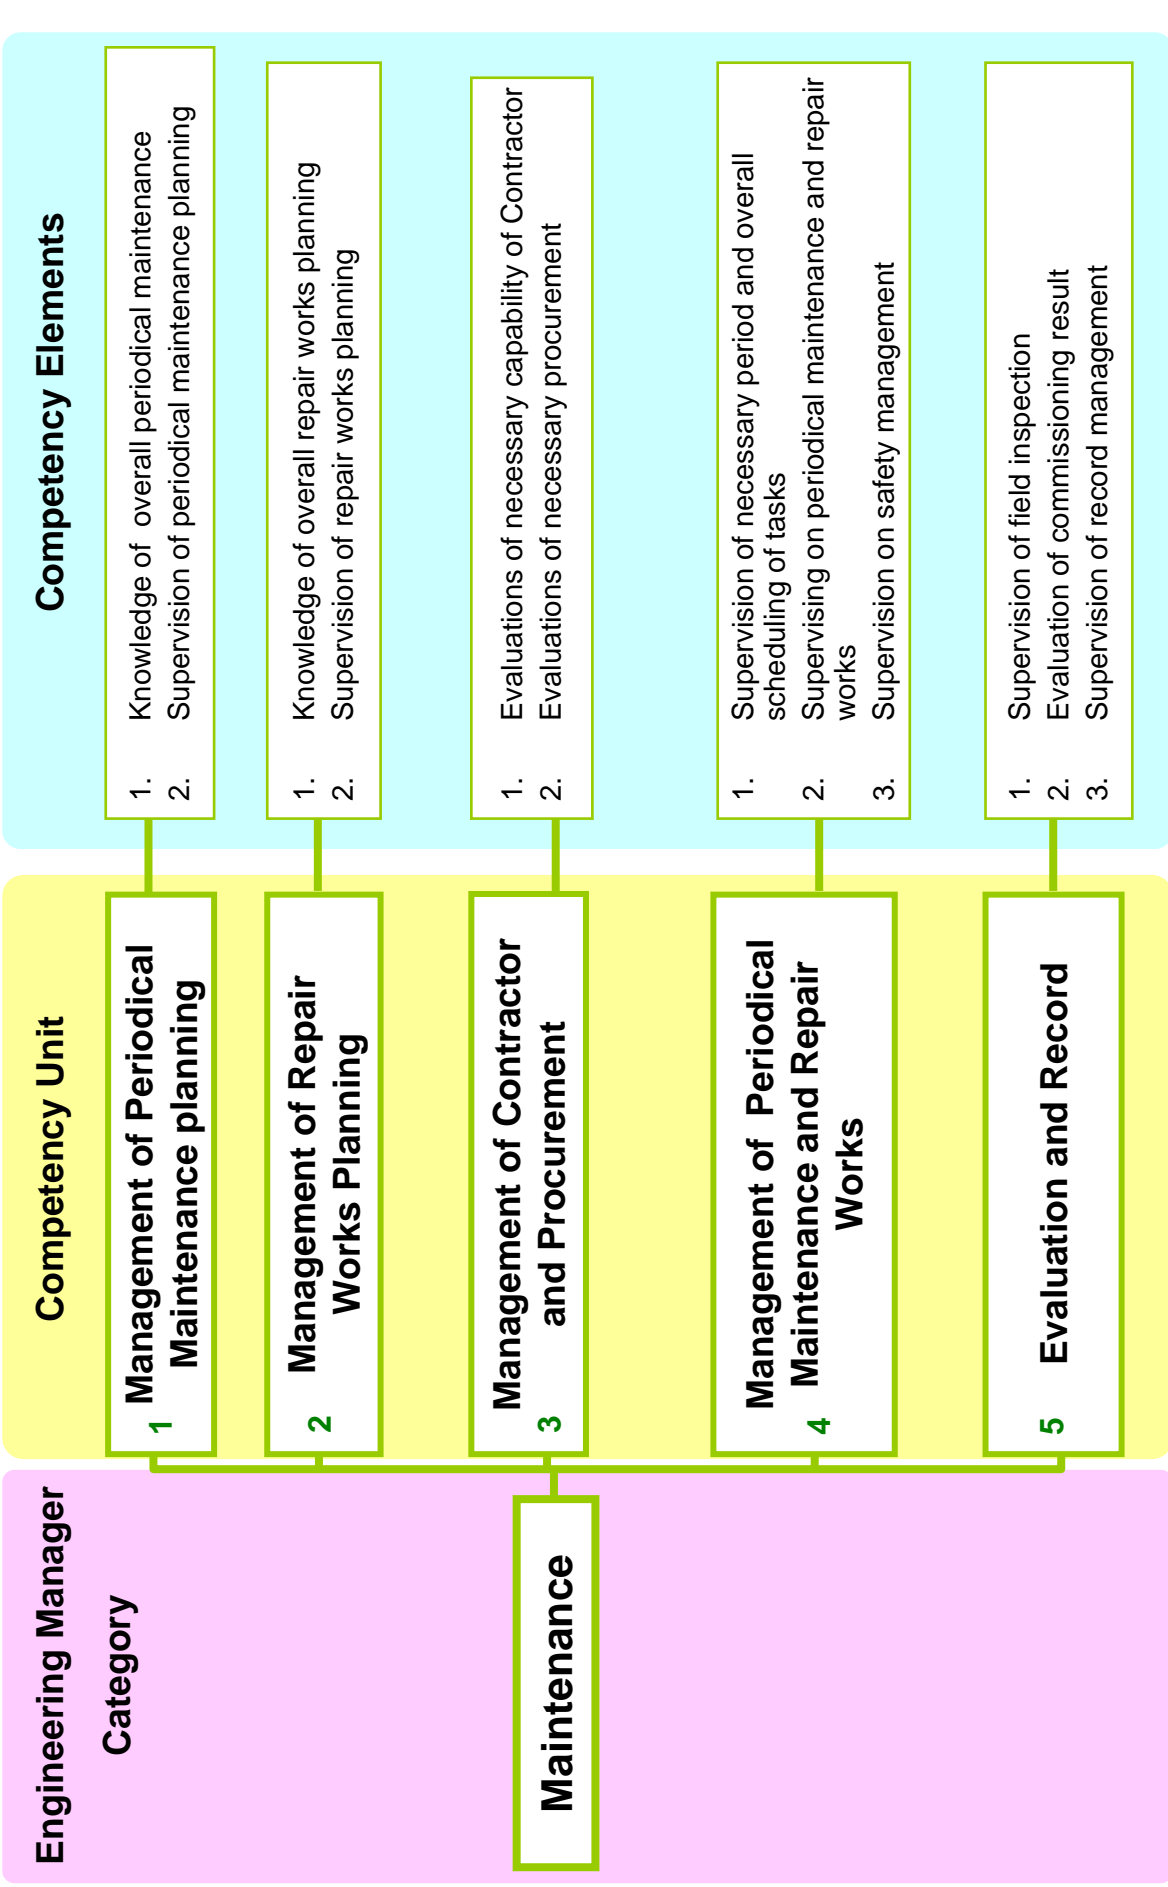 Engineering Manager
Category
Maintenance
Competency Unit
1
Management of Periodical
Maintenance planning
2
Management of Repair
Works Planning
3
Management of Contractor
and Procurement
4
Management of  Periodical
Maintenance and Repair
Works
5
Evaluation and Record
Competency Elements
1. Knowledge of  overall periodical maintenance
2. Supervision of periodical maintenance planning
1. Knowledge of overall repair works planning
2. Supervision of repair works planning
1. Evaluations of necessary capability of Contractor
2. Evaluations of necessary procurement
1. Supervision of necessary period and overall
scheduling of tasks
2. Supervising on periodical maintenance and repair
works
3. Supervision on safety management
1. Supervision of field inspection
2. Evaluation of commissioning result
3. Supervision of record management